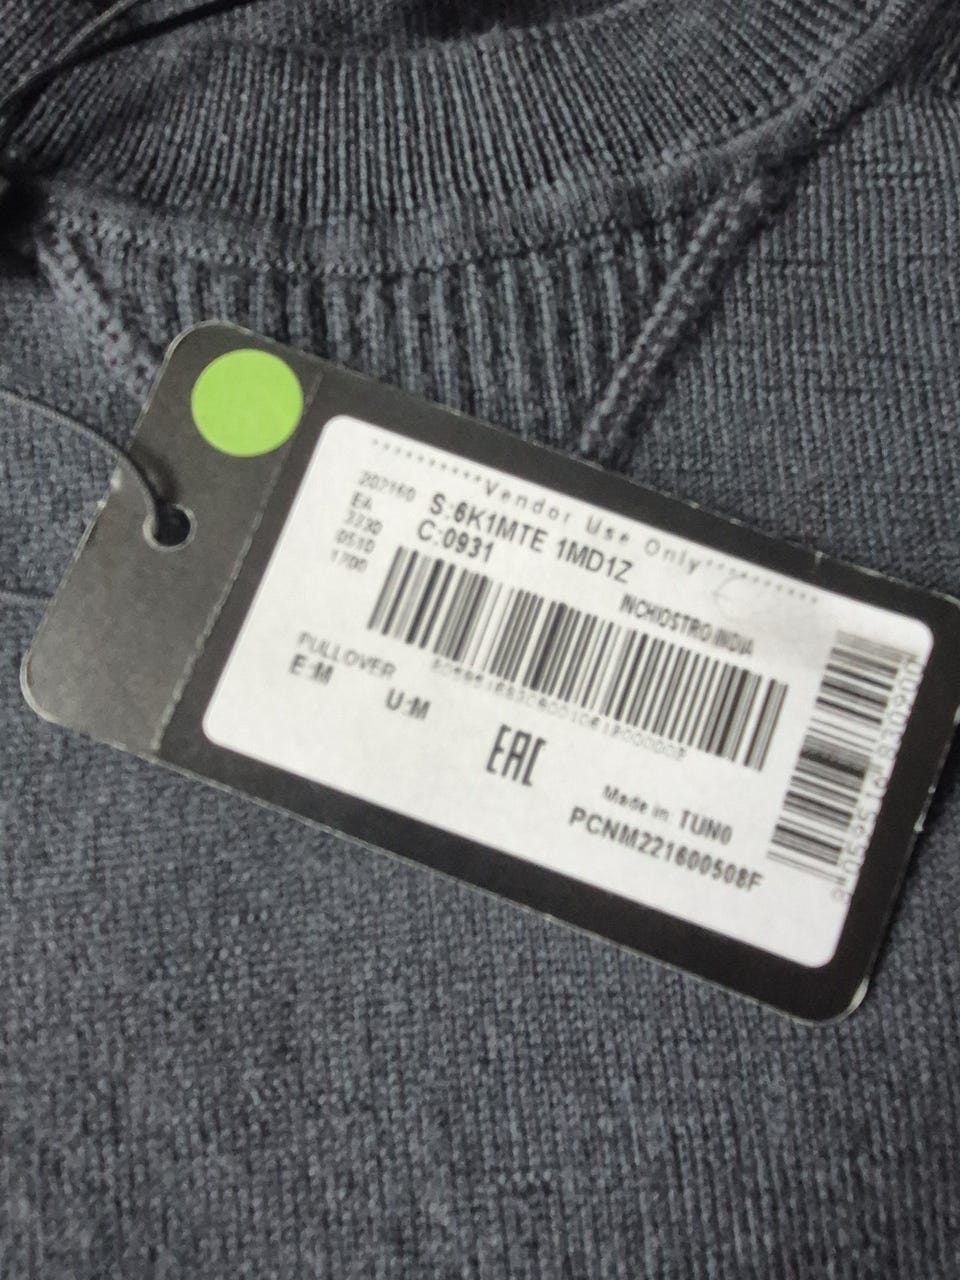 **********Vendor Use Only**********
202160 S:6K1MTE 1MD1Z
EA C:0931
3230
0510
1700
INCHIOSTRO INDIA
PULLOVER
E:M U:M
EAC
Made in TUN0
PCNM221600508F